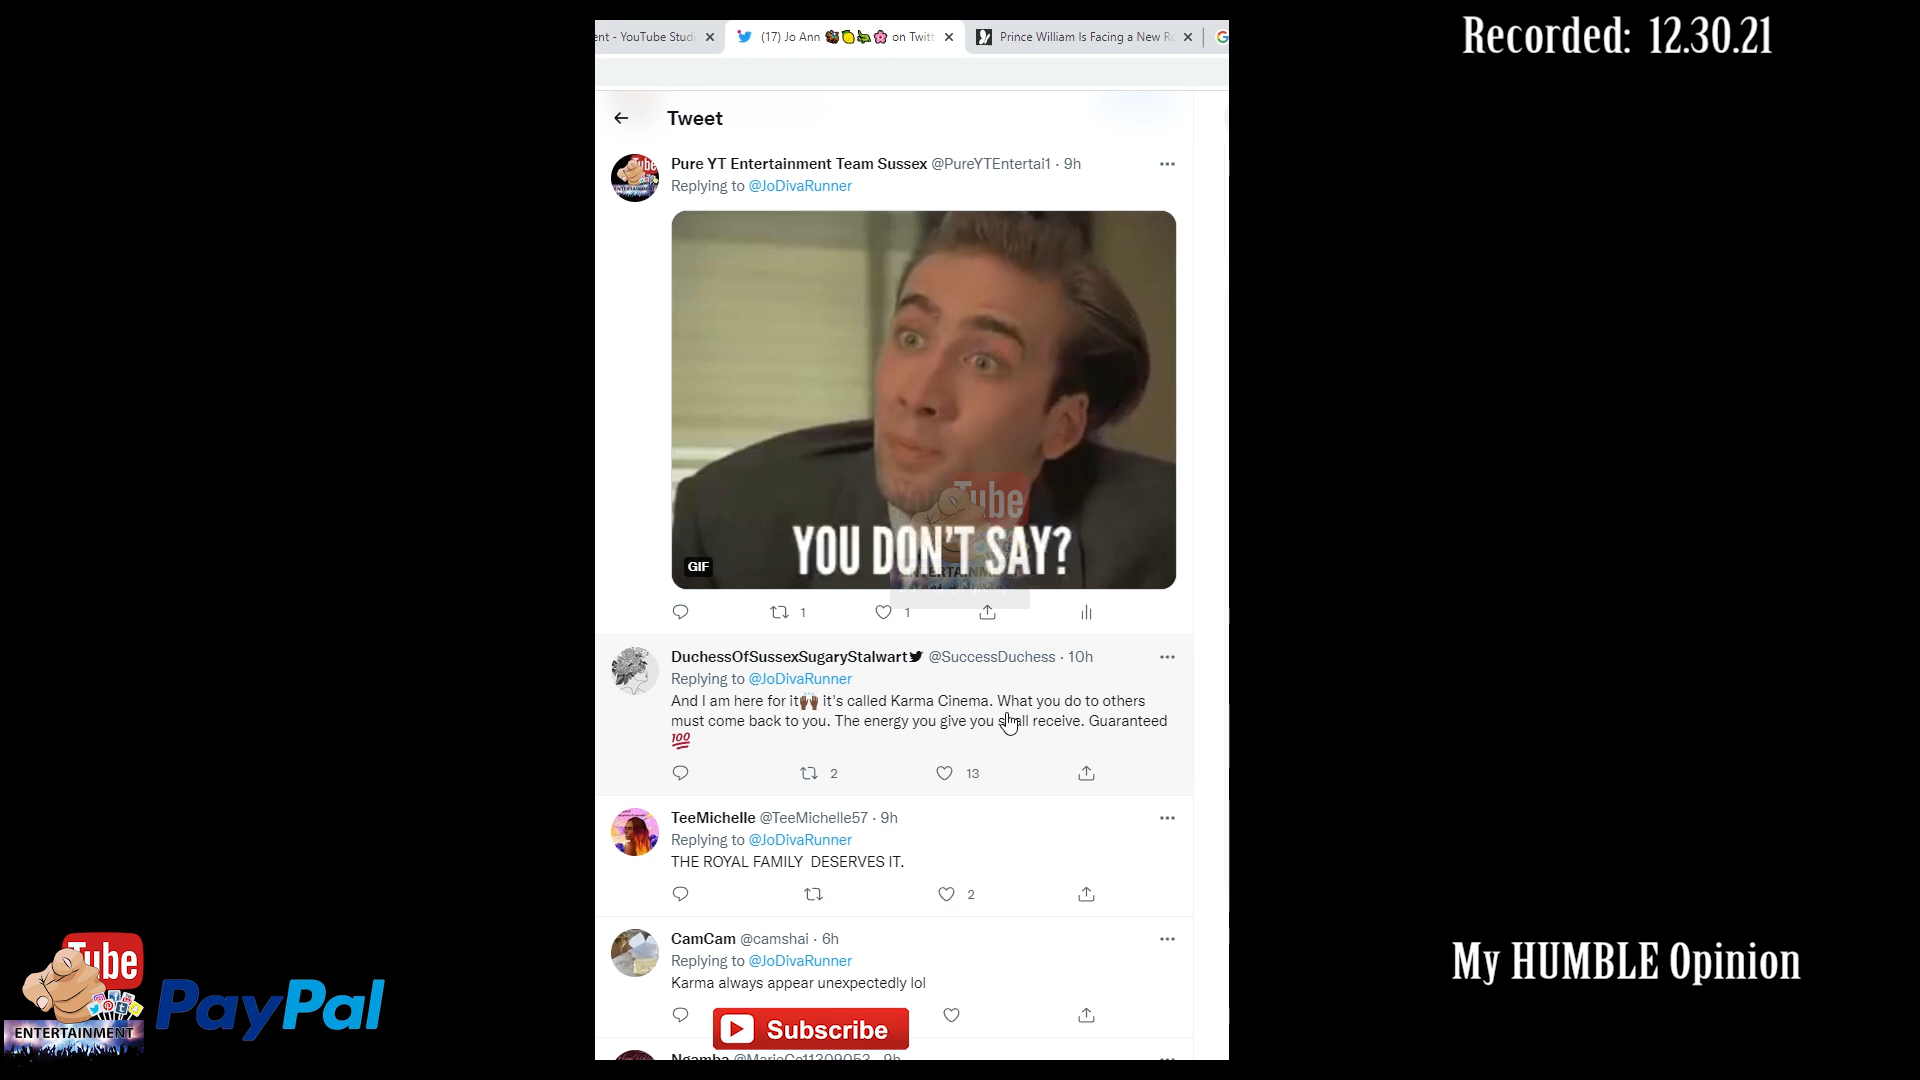 Recorded: 12.30.21
ent - YouTube Stud
(17) Jo Ann 🦃🍋🫒🌸 on Twitt
Prince William Is Facing a New Ro
Tweet
Pure YT Entertainment Team Sussex @PureYTEntertai1 · 9h
Replying to @JoDivaRunner
Tube
YOU DON'T SAY?
GIF
ENTERTAINMENT
1
1
DuchessOfSussexSugaryStalwart @SuccessDuchess · 10h
Replying to @JoDivaRunner
And I am here for it🙌🏾 it's called Karma Cinema. What you do to others
must come back to you. The energy you give you shall receive. Guaranteed
💯
2
13
TeeMichelle @TeeMichelle57 · 9h
Replying to @JoDivaRunner
THE ROYAL FAMILY DESERVES IT.
2
CamCam @camshai · 6h
Replying to @JoDivaRunner
Karma always appear unexpectedly lol
Subscribe
Tube
ENTERTAINMENT
PayPal
My HUMBLE Opinion